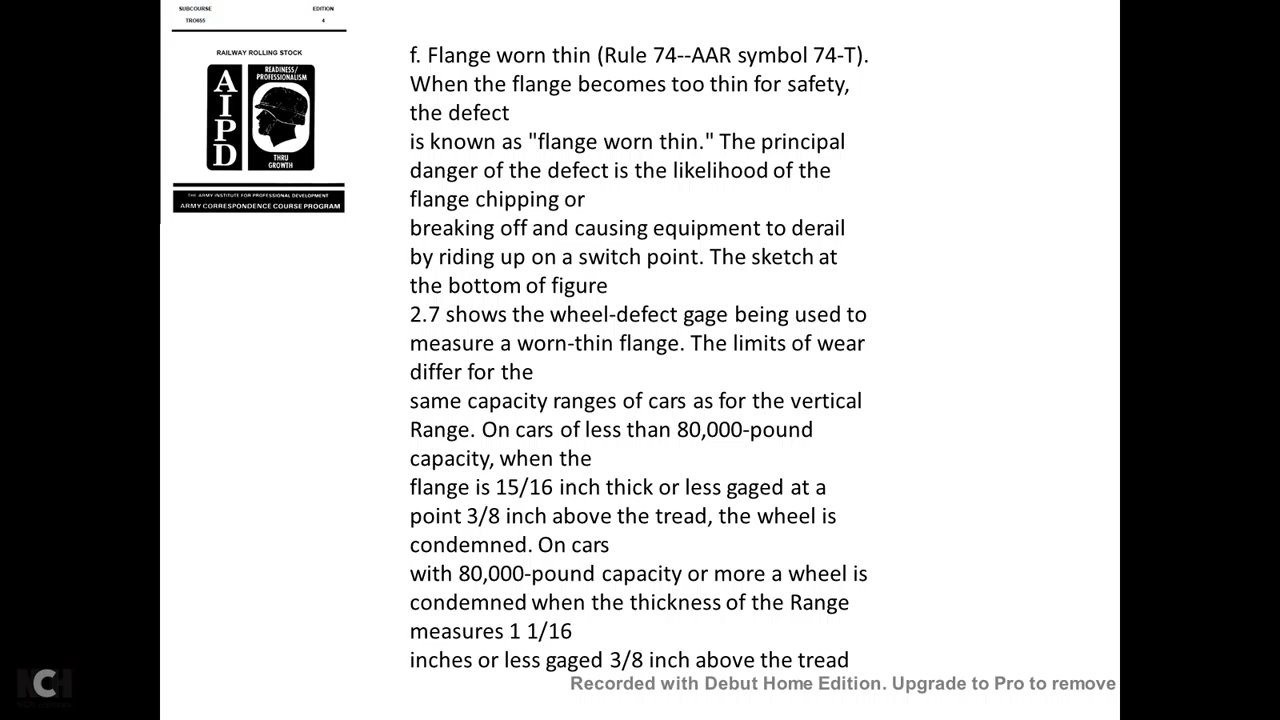 SUBCOURSE
TRO655
EDITION
4
RAILWAY ROLLING STOCK
AIPD
READINESS/
PROFESSIONALISM
THRU
GROWTH
THE ARMY INSTITUTE FOR PROFESSIONAL DEVELOPMENT
ARMY CORRESPONDENCE COURSE PROGRAM
f. Flange worn thin (Rule 74--AAR symbol 74-T).
When the flange becomes too thin for safety,
the defect
is known as "flange worn thin." The principal
danger of the defect is the likelihood of the
flange chipping or
breaking off and causing equipment to derail
by riding up on a switch point. The sketch at
the bottom of figure
2.7 shows the wheel-defect gage being used to
measure a worn-thin flange. The limits of wear
differ for the
same capacity ranges of cars as for the vertical
Range. On cars of less than 80,000-pound
capacity, when the
flange is 15/16 inch thick or less gaged at a
point 3/8 inch above the tread, the wheel is
condemned. On cars
with 80,000-pound capacity or more a wheel is
condemned when the thickness of the Range
measures 1 1/16
inches or less gaged 3/8 inch above the tread
Recorded with Debut Home Edition. Upgrade to Pro to remove
NCH